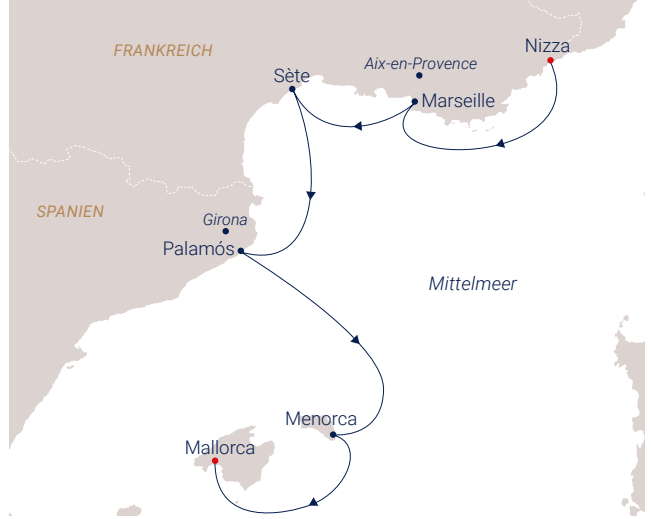 Nizza
FRANKREICH
Aix-en-Provence
Sète
Marseille
SPANIEN
Girona
Palamós
Mittelmeer
Menorca
Mallorca